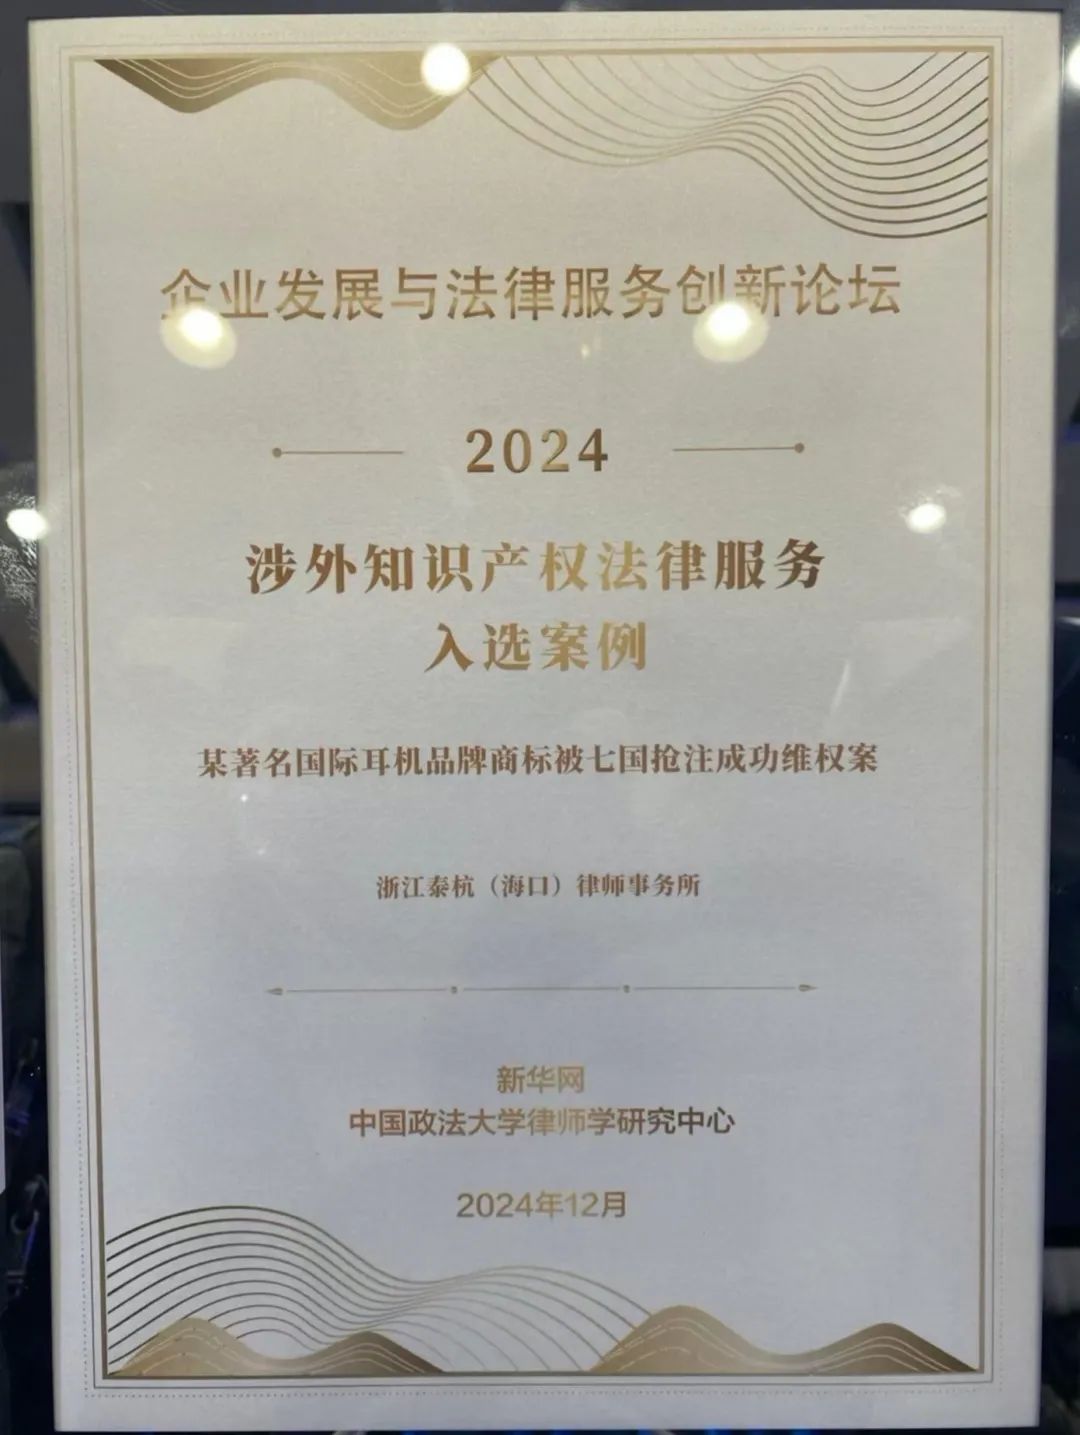 企业发展与法律服务创新论坛
2024
涉外知识产权法律服务
入选案例
某著名国际耳机品牌商标被七国抢注成功维权案
浙江泰杭（海口）律师事务所
新华网
中国政法大学律师学研究中心
2024年12月